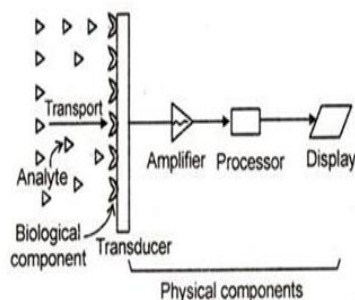 Transport
Analyte
Amplifier
Processor
Display
Biological
component
Transducer
Physical components